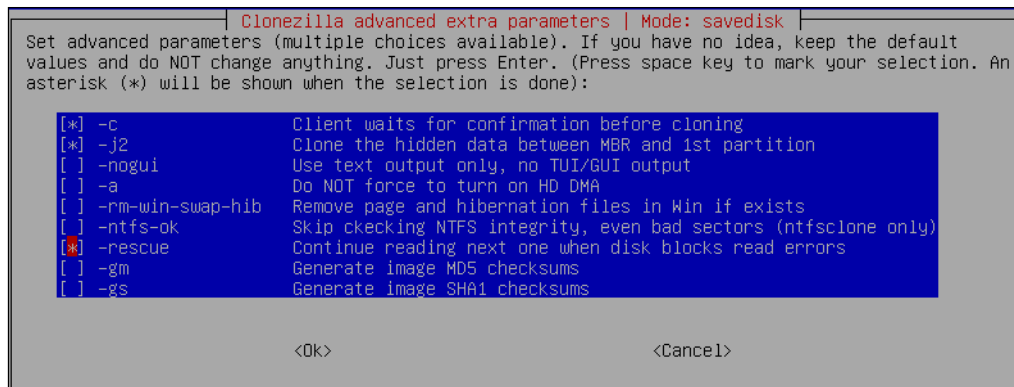 Clonezilla advanced extra parameters | Mode: savedisk
Set advanced parameters (multiple choices available). If you have no idea, keep the default
values and do NOT change anything. Just press Enter. (Press space key to mark your selection. An
asterisk (*) will be shown when the selection is done):
[*] -c Client waits for confirmation before cloning
[*] -j2 Clone the hidden data between MBR and 1st partition
[ ] -nogui Use text output only, no TUI/GUI output
[ ] -a Do NOT force to turn on HD DMA
[ ] -rm-win-swap-hib Remove page and hibernation files in Win if exists
[ ] -ntfs-ok Skip ckecking NTFS integrity, even bad sectors (ntfsclone only)
[*] -rescue Continue reading next one when disk blocks read errors
[ ] -gm Generate image MD5 checksums
[ ] -gs Generate image SHA1 checksums
<Ok> <Cancel>